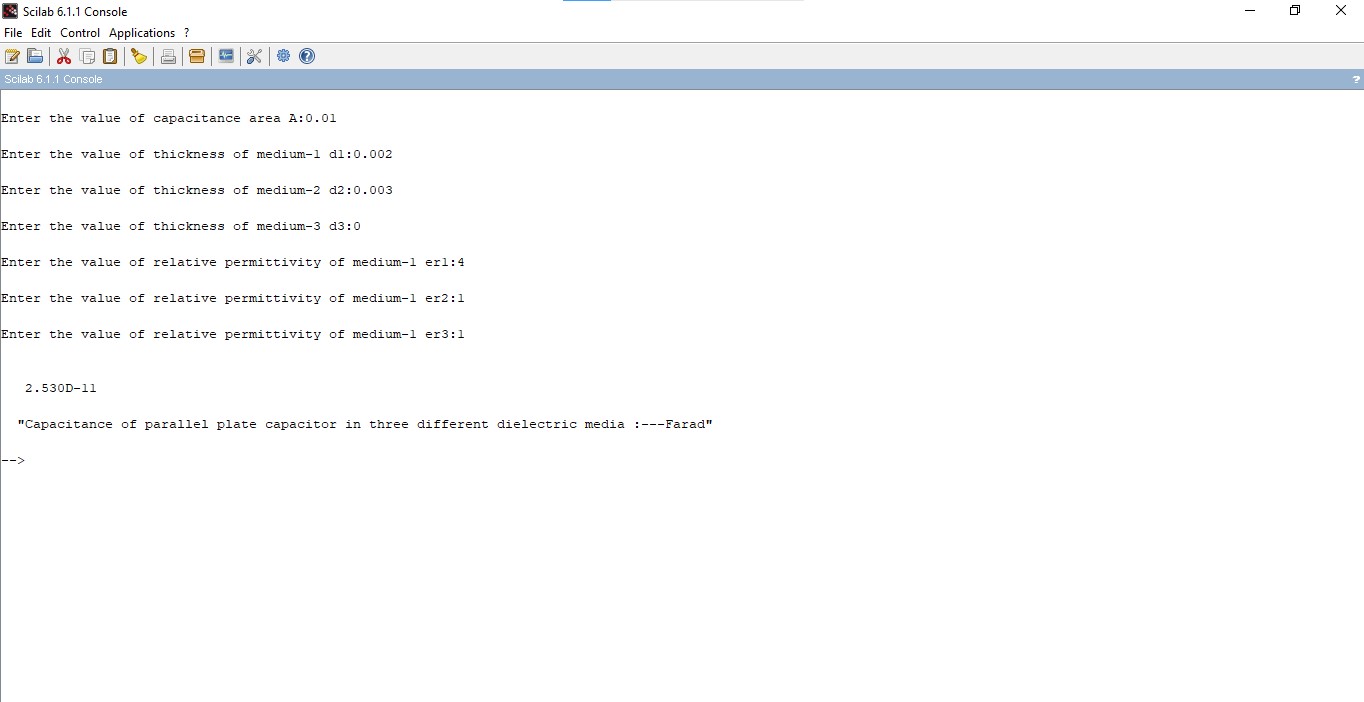 Scilab 6.1.1 Console
File Edit Control Applications ?
Scilab 6.1.1 Console ?
Enter the value of capacitance area A:0.01
Enter the value of thickness of medium-1 d1:0.002
Enter the value of thickness of medium-2 d2:0.003
Enter the value of thickness of medium-3 d3:0
Enter the value of relative permittivity of medium-1 er1:4
Enter the value of relative permittivity of medium-1 er2:1
Enter the value of relative permittivity of medium-1 er3:1
2.530D-11
"Capacitance of parallel plate capacitor in three different dielectric media :---Farad"
-->